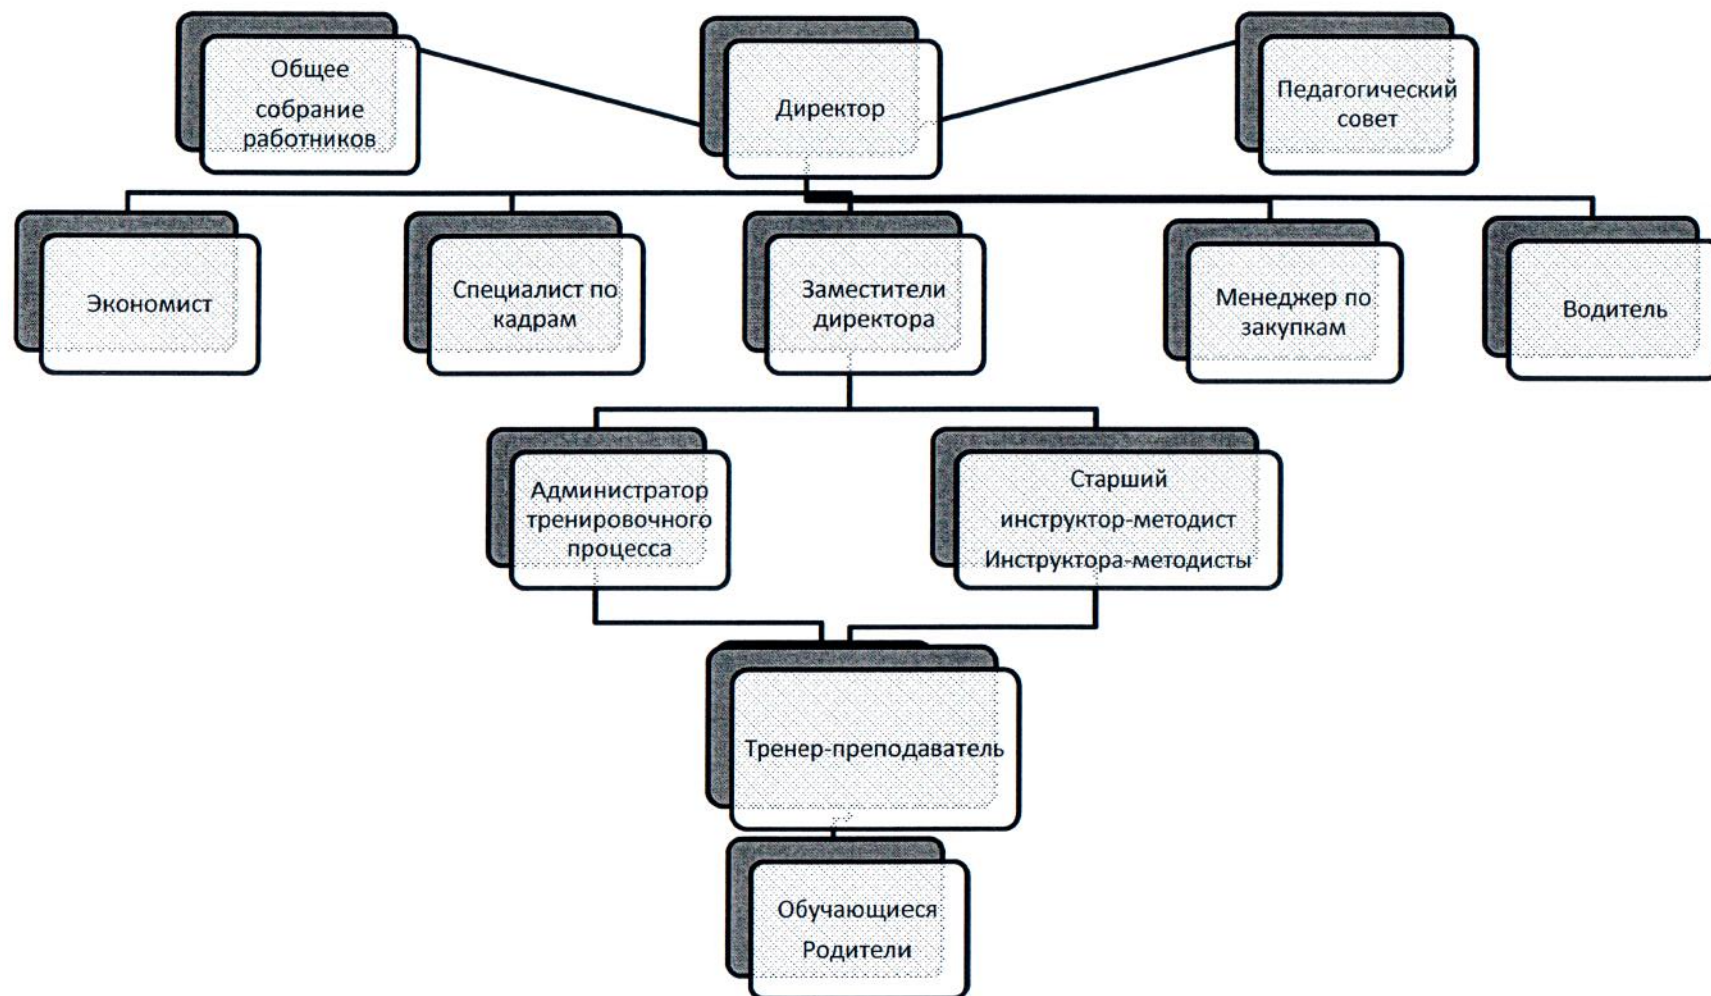 Общее
собрание
работников
Директор
Педагогический
совет
Экономист
Специалист по
кадрам
Заместители
директора
Менеджер по
закупкам
Водитель
Администратор
тренировочного
процесса
Старший
инструктор-методист
Инструктора-методисты
Тренер-преподаватель
Обучающиеся
Родители